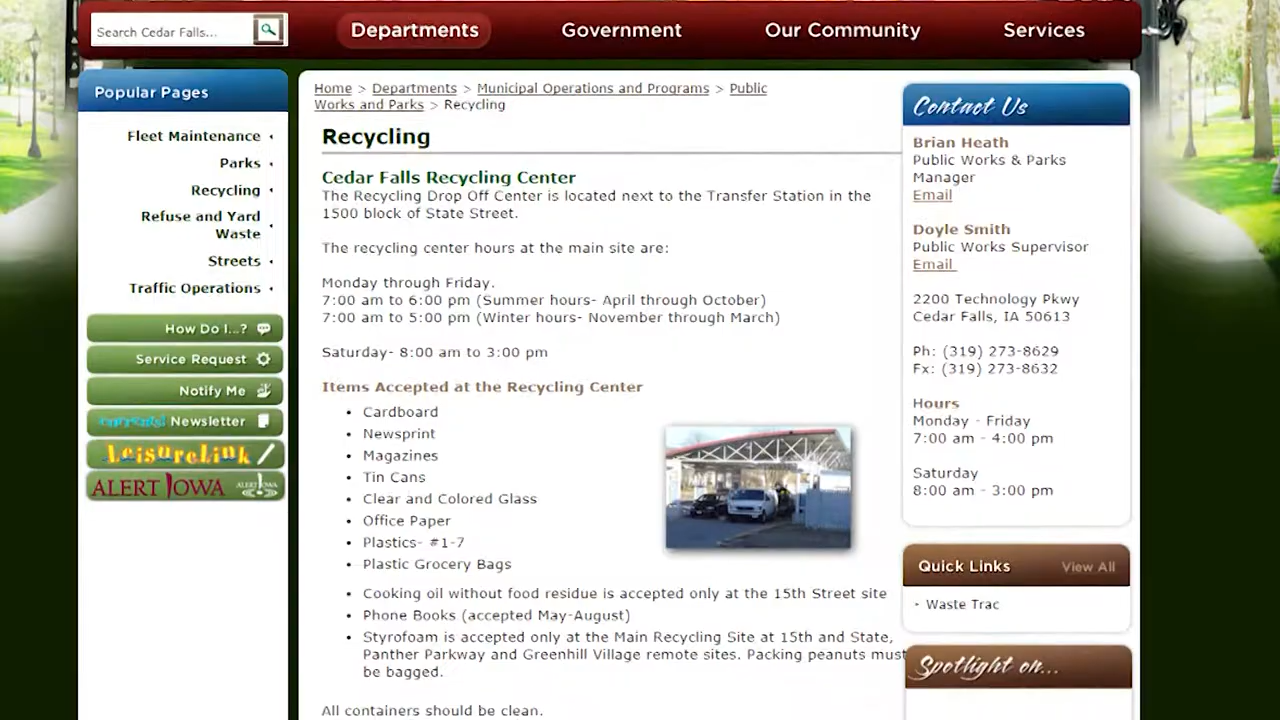 Search Cedar Falls...
Departments
Government
Our Community
Services
Popular Pages
Fleet Maintenance
Parks
Recycling
Refuse and Yard
Waste
Streets
Traffic Operations
How Do I...?
Service Request
Notify Me
Newsletter
LeisureLink
ALERT IOWA
Home > Departments > Municipal Operations and Programs > Public
Works and Parks > Recycling
Recycling
Cedar Falls Recycling Center
The Recycling Drop Off Center is located next to the Transfer Station in the
1500 block of State Street.
The recycling center hours at the main site are:
Monday through Friday.
7:00 am to 6:00 pm (Summer hours- April through October)
7:00 am to 5:00 pm (Winter hours- November through March)
Saturday- 8:00 am to 3:00 pm
Items Accepted at the Recycling Center
• Cardboard
• Newsprint
• Magazines
• Tin Cans
• Clear and Colored Glass
• Office Paper
• Plastics- #1-7
• Plastic Grocery Bags
• Cooking oil without food residue is accepted only at the 15th Street site
• Phone Books (accepted May-August)
• Styrofoam is accepted only at the Main Recycling Site at 15th and State,
Panther Parkway and Greenhill Village remote sites. Packing peanuts must
be bagged.
All containers should be clean.
Contact Us
Brian Heath
Public Works & Parks
Manager
Email
Doyle Smith
Public Works Supervisor
Email
2200 Technology Pkwy
Cedar Falls, IA 50613
Ph: (319) 273-8629
Fx: (319) 273-8632
Hours
Monday - Friday
7:00 am - 4:00 pm
Saturday
8:00 am - 3:00 pm
Quick Links
View All
Waste Trac
Spotlight on...